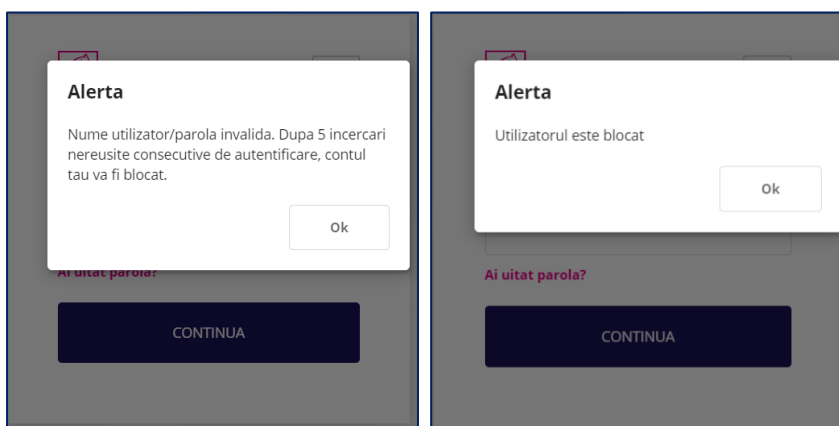 Alerta
Nume utilizator/parola invalida. Dupa 5 incercari
nereusite consecutive de autentificare, contul
tau va fi blocat.
Ok
Ai uitat parola?
CONTINUA
Alerta
Utilizatorul este blocat
Ok
Ai uitat parola?
CONTINUA